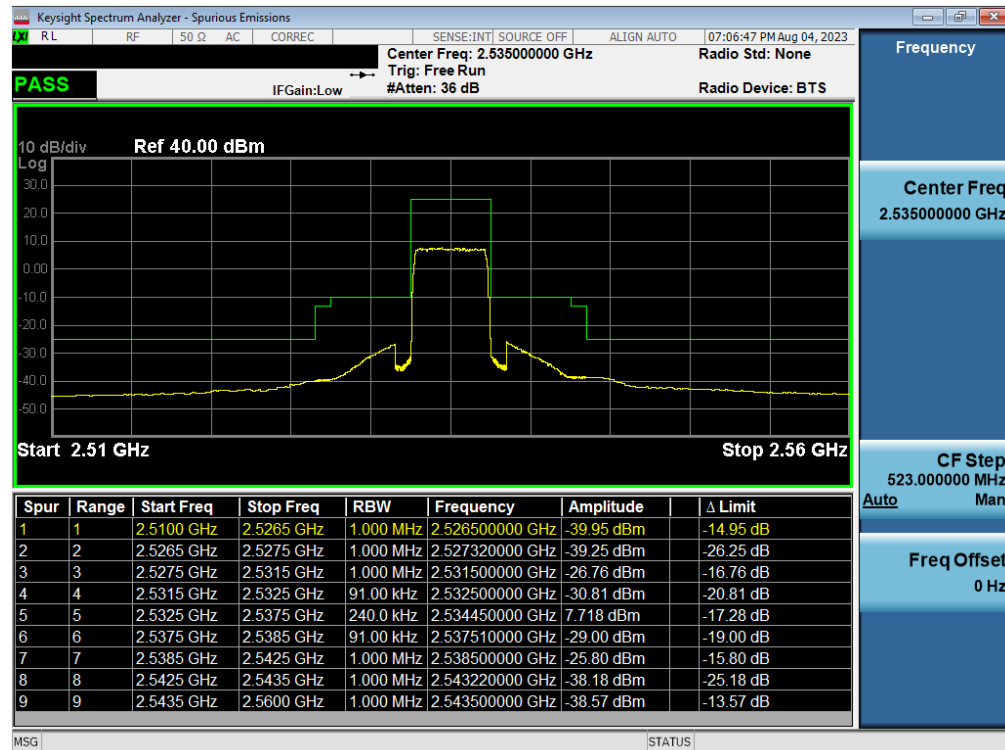 Keysight Spectrum Analyzer - Spurious Emissions
LXI RL RF 50 Ω AC CORREC SENSE:INT SOURCE OFF ALIGN AUTO 07:06:47 PM Aug 04, 2023
Center Freq: 2.535000000 GHz Radio Std: None
Trig: Free Run
PASS IFGain:Low #Atten: 36 dB Radio Device: BTS
Frequency
10 dB/div Ref 40.00 dBm
Log
30.0
20.0
10.0
0.00
-10.0
-20.0
-30.0
-40.0
-50.0
Start 2.51 GHz Stop 2.56 GHz
Center Freq
2.535000000 GHz
CF Step
523.000000 MHz
Auto Man
Freq Offset
0 Hz
Spur Range Start Freq Stop Freq RBW Frequency Amplitude Δ Limit
1 1 2.5100 GHz 2.5265 GHz 1.000 MHz 2.526500000 GHz -39.95 dBm -14.95 dB
2 2 2.5265 GHz 2.5275 GHz 1.000 MHz 2.527320000 GHz -39.25 dBm -26.25 dB
3 3 2.5275 GHz 2.5315 GHz 1.000 MHz 2.531500000 GHz -26.76 dBm -16.76 dB
4 4 2.5315 GHz 2.5325 GHz 91.00 kHz 2.532500000 GHz -30.81 dBm -20.81 dB
5 5 2.5325 GHz 2.5375 GHz 240.0 kHz 2.534450000 GHz 7.718 dBm -17.28 dB
6 6 2.5375 GHz 2.5385 GHz 91.00 kHz 2.537510000 GHz -29.00 dBm -19.00 dB
7 7 2.5385 GHz 2.5425 GHz 1.000 MHz 2.538500000 GHz -25.80 dBm -15.80 dB
8 8 2.5425 GHz 2.5435 GHz 1.000 MHz 2.543220000 GHz -38.18 dBm -25.18 dB
9 9 2.5435 GHz 2.5600 GHz 1.000 MHz 2.543500000 GHz -38.57 dBm -13.57 dB
MSG STATUS